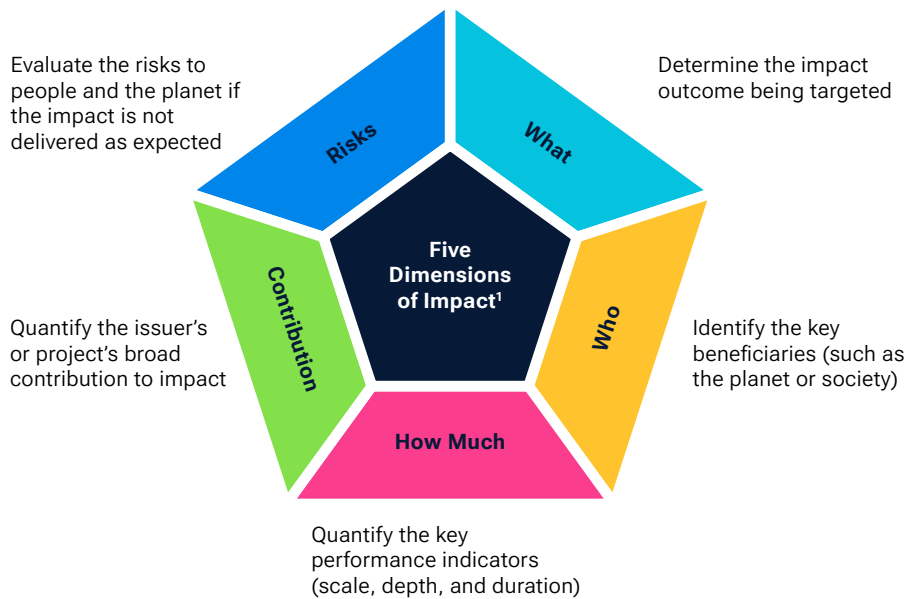 Five
Dimensions
of Impact¹
What
Determine the impact
outcome being targeted
Who
Identify the key
beneficiaries (such as
the planet or society)
How Much
Quantify the key
performance indicators
(scale, depth, and duration)
Contribution
Quantify the issuer’s
or project’s broad
contribution to impact
Risks
Evaluate the risks to
people and the planet if
the impact is not
delivered as expected